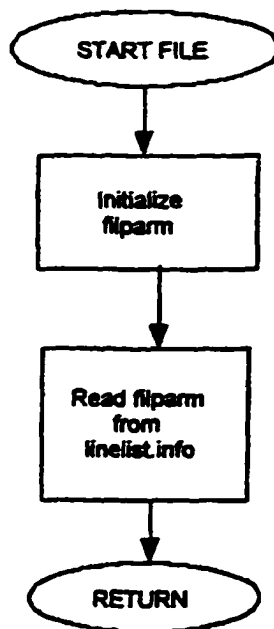 START FILE
Initialize
filparm
Read filparm
from
linelist.info
RETURN